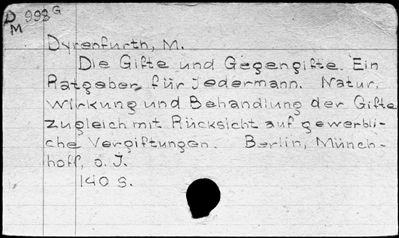 D 998 G
M
Dyrenfurth, M.
Die Gifte und Gegengifte. Ein
Ratgeber für Jedermann. Natur,
Wirkung und Behandlung der Gifte
zugleich mit Rücksicht auf gewerbli-
che Vergiftungen. Berlin, Münch-
hoff, o. J.
140 S.